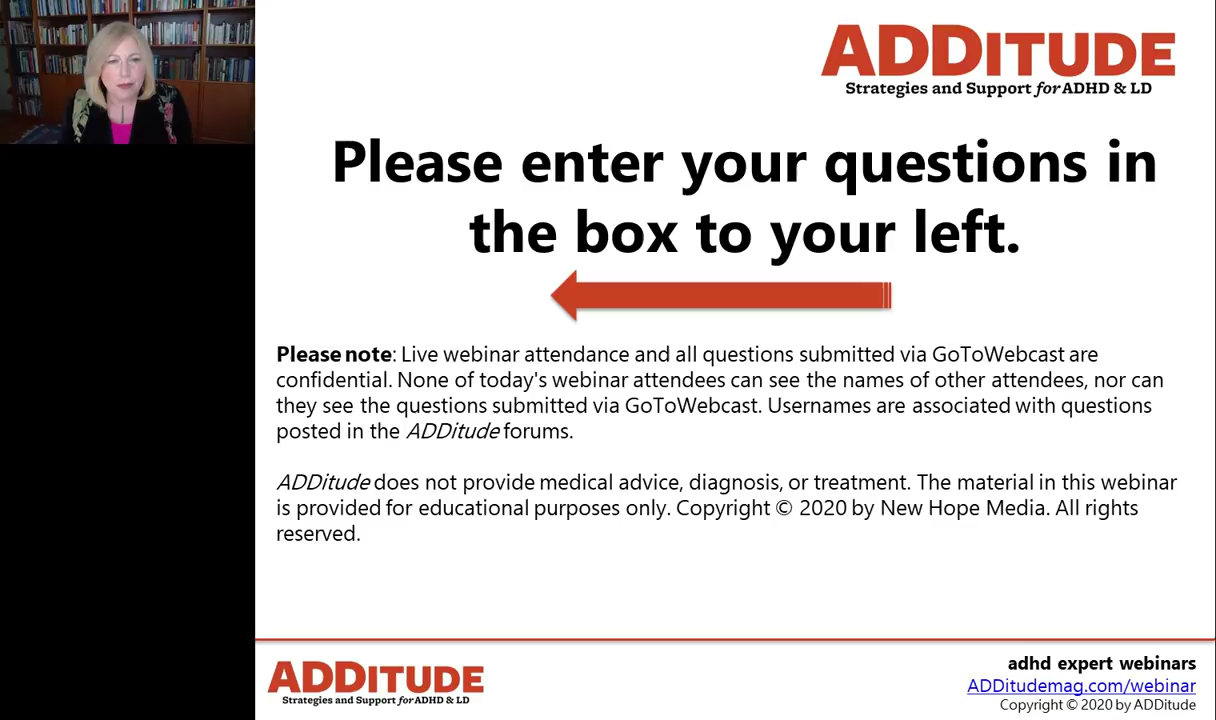 ADDITUDE
Strategies and Support for ADHD & LD
Please enter your questions in
the box to your left.
Please note: Live webinar attendance and all questions submitted via GoToWebcast are
confidential. None of today's webinar attendees can see the names of other attendees, nor can
they see the questions submitted via GoToWebcast. Usernames are associated with questions
posted in the ADDitude forums.
ADDitude does not provide medical advice, diagnosis, or treatment. The material in this webinar
is provided for educational purposes only. Copyright © 2020 by New Hope Media. All rights
reserved.
ADDITUDE
Strategies and Support for ADHD & LD
adhd expert webinars
ADDitudemag.com/webinar
Copyright © 2020 by ADDitude